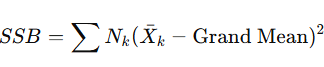 SSB = ∑ N_k(X̄_k − Grand Mean)²